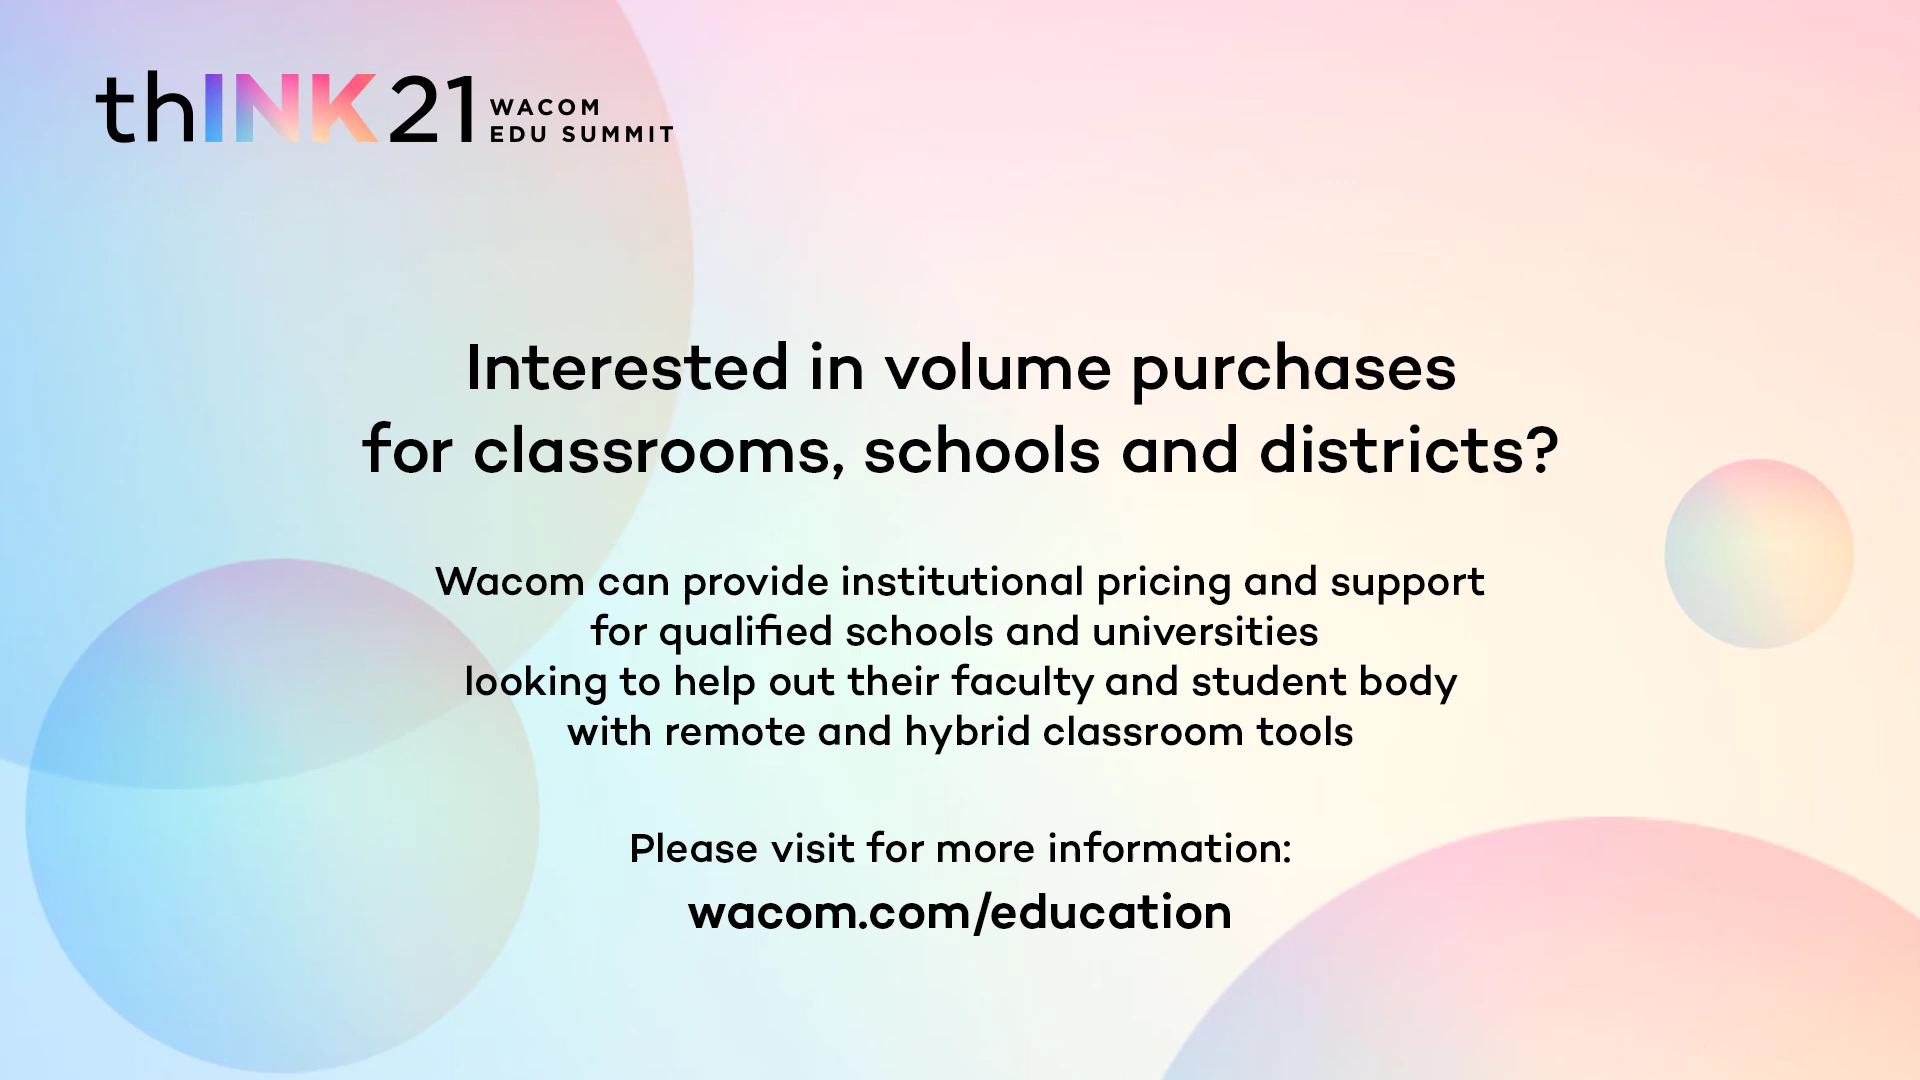 thINK21 WACOM
EDU SUMMIT
Interested in volume purchases
for classrooms, schools and districts?
Wacom can provide institutional pricing and support
for qualified schools and universities
looking to help out their faculty and student body
with remote and hybrid classroom tools
Please visit for more information:
wacom.com/education